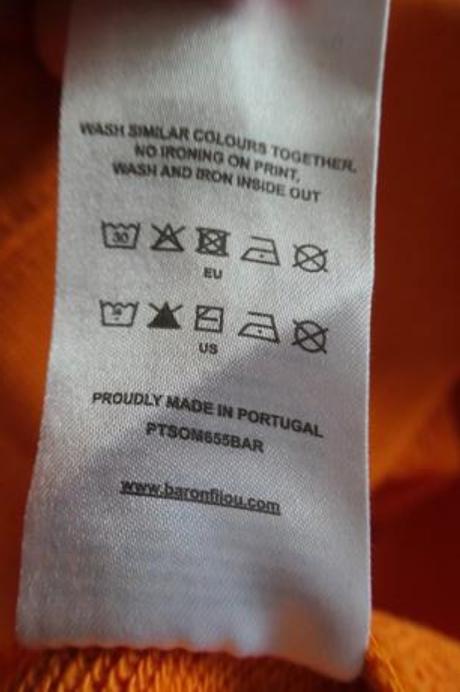 WASH SIMILAR COLOURS TOGETHER.
NO IRONING ON PRINT,
WASH AND IRON INSIDE OUT
30
EU
US
PROUDLY MADE IN PORTUGAL
PTSOM655BAR
www.baronfilou.com